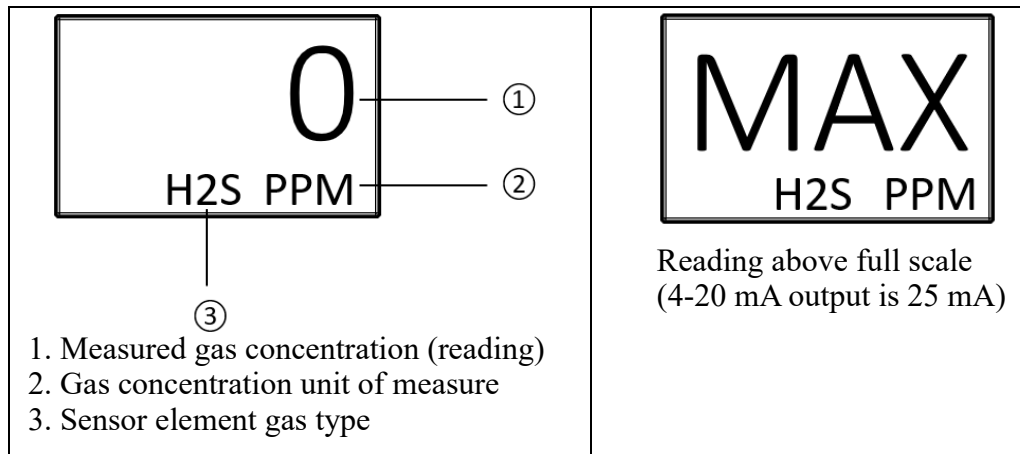 0
①
H2S PPM
②
③
1. Measured gas concentration (reading)
2. Gas concentration unit of measure
3. Sensor element gas type
MAX
H2S PPM
Reading above full scale
(4-20 mA output is 25 mA)